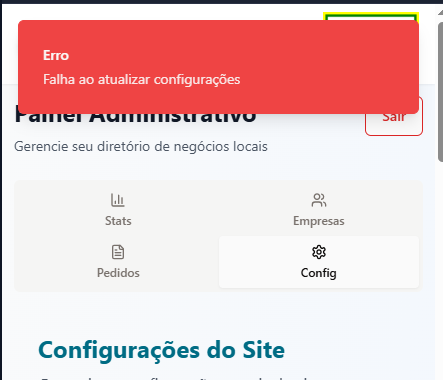 Erro
Falha ao atualizar configurações
Painel Administrativo
Sair
Gerencie seu diretório de negócios locais
Stats
Empresas
Pedidos
Config
Configurações do Site